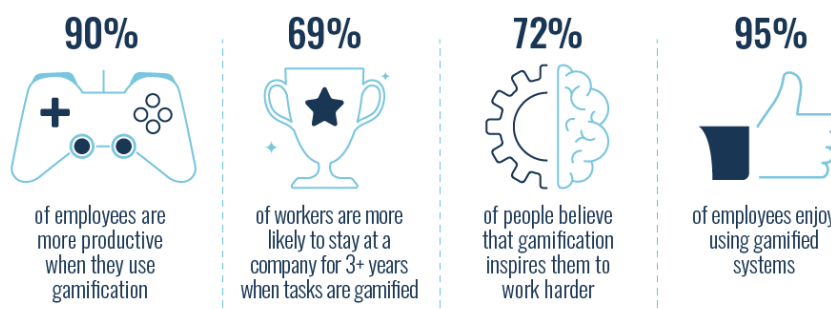 90%
of employees are
more productive
when they use
gamification
69%
of workers are more
likely to stay at a
company for 3+ years
when tasks are gamified
72%
of people believe
that gamification
inspires them to
work harder
95%
of employees enjoy
using gamified
systems